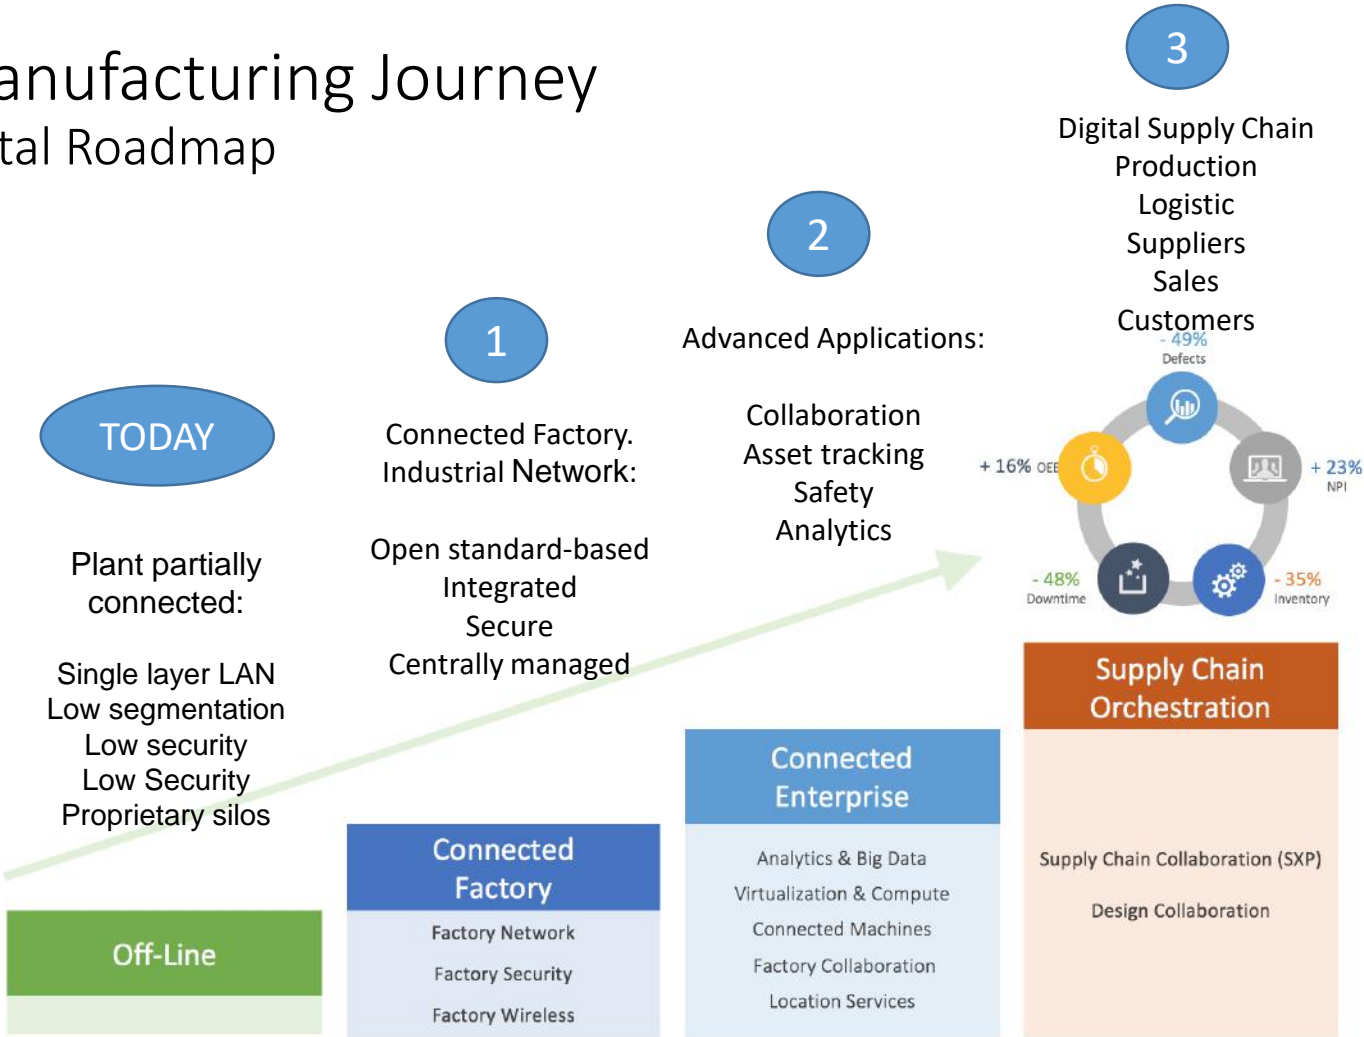 anufacturing Journey
tal Roadmap
TODAY
Plant partially
connected:
Single layer LAN
Low segmentation
Low security
Low Security
Proprietary silos
1
Connected Factory.
Industrial Network:
Open standard-based
Integrated
Secure
Centrally managed
2
Advanced Applications:
Collaboration
Asset tracking
Safety
Analytics
3
Digital Supply Chain
Production
Logistic
Suppliers
Sales
Customers
- 49%
Defects
+ 16% OEE
+ 23%
NPI
- 48%
Downtime
- 35%
Inventory
Off-Line
Connected
Factory
Factory Network
Factory Security
Factory Wireless
Connected
Enterprise
Analytics & Big Data
Virtualization & Compute
Connected Machines
Factory Collaboration
Location Services
Supply Chain
Orchestration
Supply Chain Collaboration (SXP)
Design Collaboration